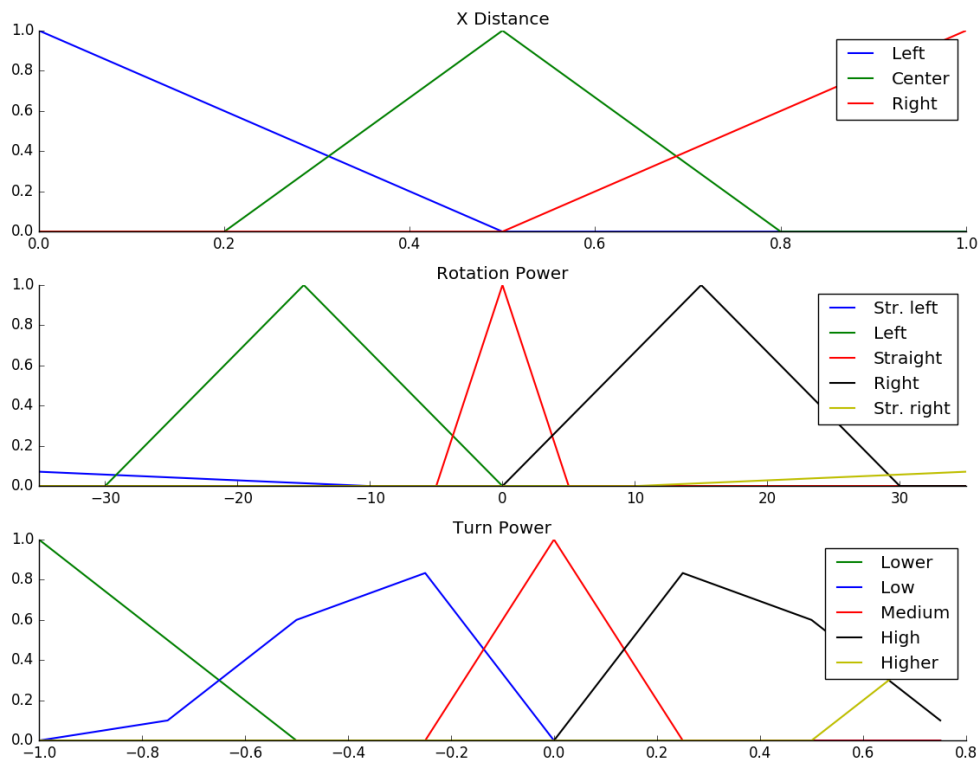 X Distance
1.0
0.8
0.6
0.4
0.2
0.0
Left
Center
Right
0.0 0.2 0.4 0.6 0.8 1.0
Rotation Power
1.0
0.8
0.6
0.4
0.2
0.0
Str. left
Left
Straight
Right
Str. right
−30 −20 −10 0 10 20 30
Turn Power
1.0
0.8
0.6
0.4
0.2
0.0
Lower
Low
Medium
High
Higher
−1.0 −0.8 −0.6 −0.4 −0.2 0.0 0.2 0.4 0.6 0.8